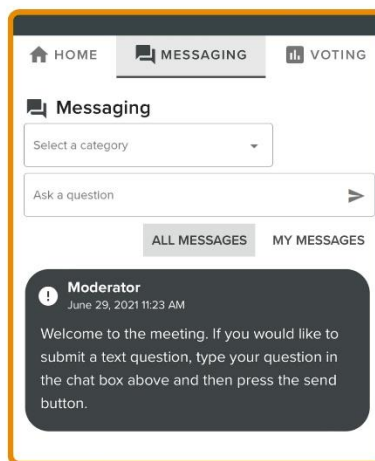 HOME MESSAGING VOTING
Messaging
Select a category
Ask a question
ALL MESSAGES MY MESSAGES
Moderator
June 29, 2021 11:23 AM
Welcome to the meeting. If you would like to
submit a text question, type your question in
the chat box above and then press the send
button.